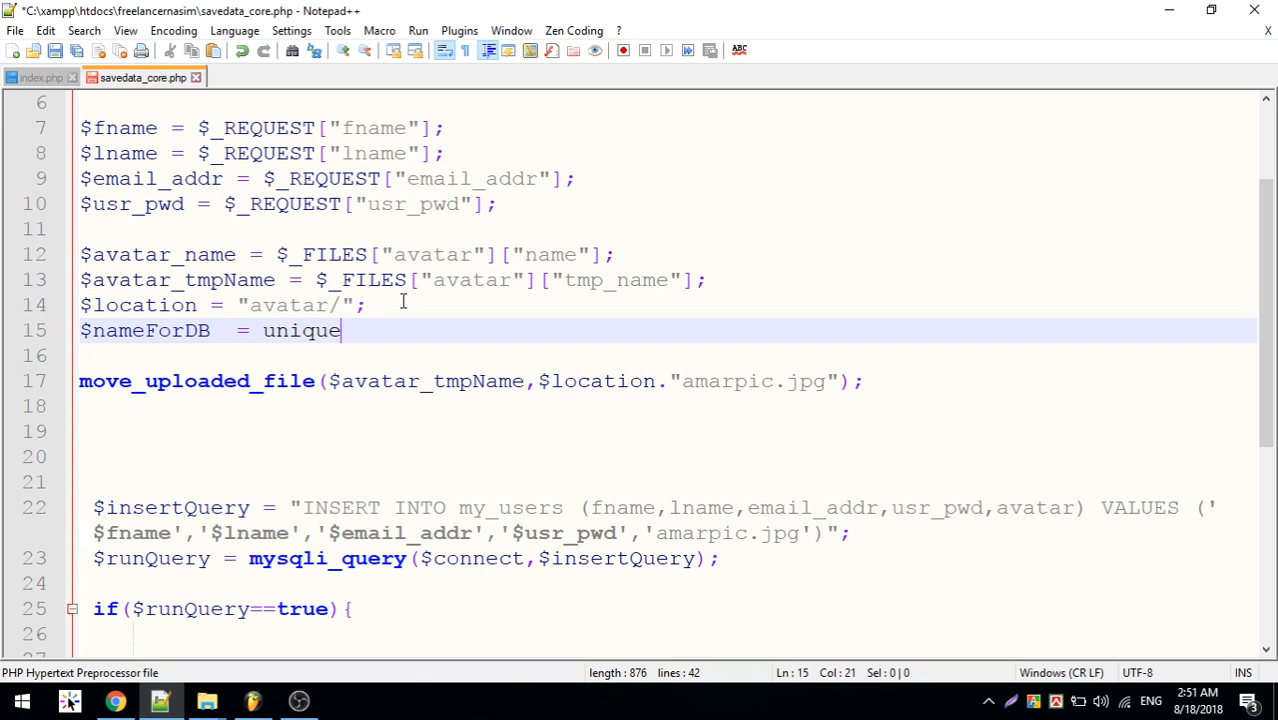 *C:\xampp\htdocs\freelancernasim\savedata_core.php - Notepad++
File Edit Search View Encoding Language Settings Tools Macro Run Plugins Window Zen Coding ? X
index.php savedata_core.php
6
7 $fname = $_REQUEST["fname"];
8 $lname = $_REQUEST["lname"];
9 $email_addr = $_REQUEST["email_addr"];
10 $usr_pwd = $_REQUEST["usr_pwd"];
11
12 $avatar_name = $_FILES["avatar"]["name"];
13 $avatar_tmpName = $_FILES["avatar"]["tmp_name"];
14 $location = "avatar/";
15 $nameForDB  = unique
16
17 move_uploaded_file($avatar_tmpName,$location."amarpic.jpg");
18
19
20
21
22 $insertQuery = "INSERT INTO my_users (fname,lname,email_addr,usr_pwd,avatar) VALUES ('
$fname','$lname','$email_addr','$usr_pwd','amarpic.jpg')";
23 $runQuery = mysqli_query($connect,$insertQuery);
24
25 if($runQuery==true){
26
PHP Hypertext Preprocessor file length : 876 lines : 42 Ln : 15 Col : 21 Sel : 0 | 0 Windows (CR LF) UTF-8 INS
ENG 2:51 AM
8/18/2018